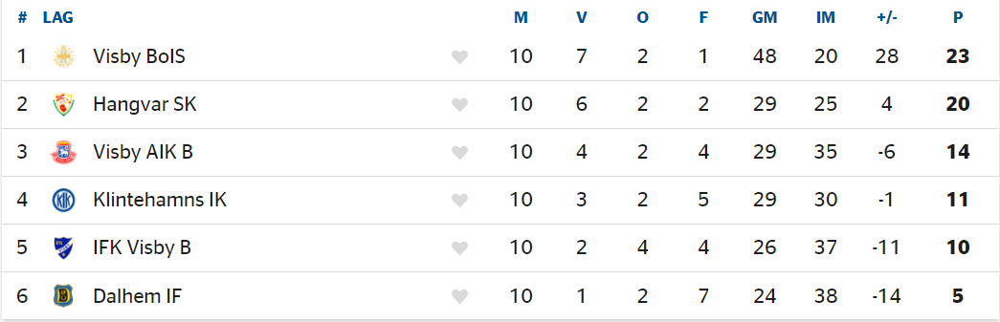 # LAG M V O F GM IM +/- P
1 Visby BoIS 10 7 2 1 48 20 28 23
2 Hangvar SK 10 6 2 2 29 25 4 20
3 Visby AIK B 10 4 2 4 29 35 -6 14
4 Klintehamns IK 10 3 2 5 29 30 -1 11
5 IFK Visby B 10 2 4 4 26 37 -11 10
6 Dalhem IF 10 1 2 7 24 38 -14 5